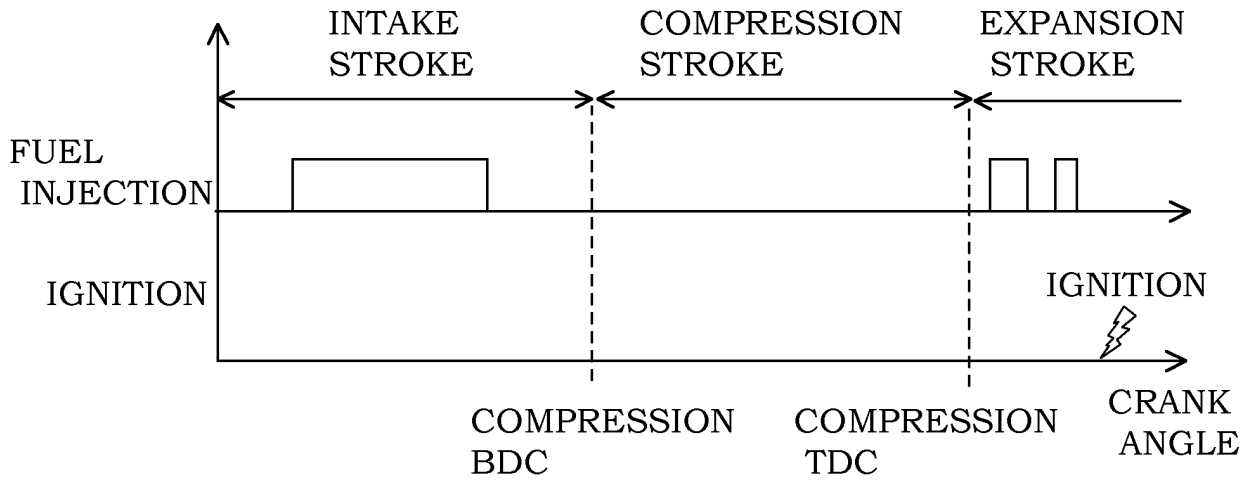 INTAKE
STROKE
COMPRESSION
STROKE
EXPANSION
STROKE
FUEL
INJECTION
IGNITION
IGNITION
COMPRESSION
BDC
COMPRESSION
TDC
CRANK
ANGLE